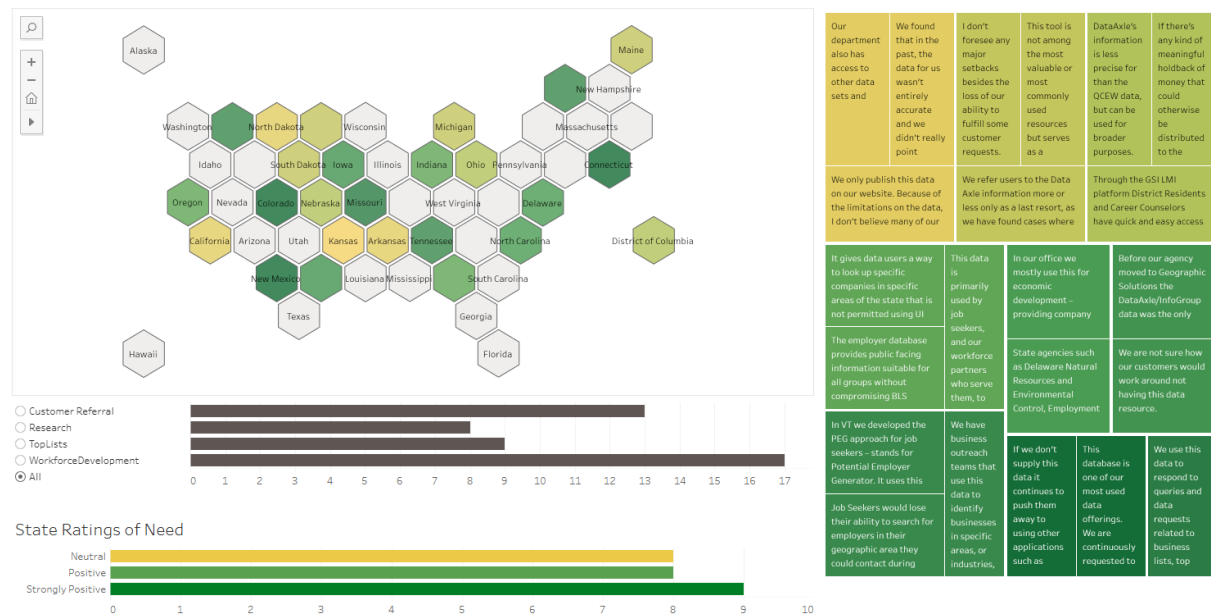 Alaska
Maine
New Hampshire
Washington
North Dakota
Wisconsin
Michigan
Massachusetts
Idaho
South Dakota
Iowa
Illinois
Indiana
Ohio
Pennsylvania
Connecticut
Oregon
Nevada
Colorado
Nebraska
Missouri
West Virginia
Delaware
California
Arizona
Utah
Kansas
Arkansas
Tennessee
North Carolina
District of Columbia
New Mexico
Louisiana
Mississippi
South Carolina
Texas
Georgia
Hawaii
Florida
Customer Referral
Research
TopLists
WorkforceDevelopment
All
0 1 2 3 4 5 6 7 8 9 10 11 12 13 14 15 16 17
State Ratings of Need
Neutral
Positive
Strongly Positive
0 1 2 3 4 5 6 7 8 9 10
Our
department
also has
access to
other data
sets and
We found
that in the
past, the
data for us
wasn't
entirely
accurate
and we
didn't really
point
I don't
foresee any
major
setbacks
besides the
loss of our
ability to
fulfill some
customer
requests.
This tool is
not among
the most
valuable or
most
commonly
used
resources
but serves
as a
DataAxle's
information
is less
precise for
than the
QCEW data,
but can be
used for
broader
purposes.
If there's
any kind of
meaningful
holdback of
money that
could
otherwise
be
distributed
to the
We only publish this data
on our website. Because of
the limitations on the data,
I don't believe many of our
We refer users to the Data
Axle information more or
less only as a last resort, as
we have found cases where
Through the GSI LMI
platform District Residents
and Career Counselors
have quick and easy access
It gives data users a way
to look up specific
companies in specific
areas of the state that is
not permitted using UI
This data
is
primarily
used by
job
seekers,
and our
workforce
partners
who serve
them, to
In our office we
mostly use this for
economic
development –
providing company
Before our agency
moved to Geographic
Solutions the
DataAxle/InfoGroup
data was the only
The employer database
provides public facing
information suitable for
all groups without
compromising BLS
State agencies such
as Delaware Natural
Resources and
Environmental
Control, Employment
We are not sure how
our customers would
work around not
having this data
resource.
In VT we developed the
PEG approach for job
seekers – stands for
Potential Employer
Generator. It uses this
We have
business
outreach
teams that
use this
data to
identify
businesses
in specific
areas, or
industries,
Job Seekers would lose
their ability to search for
employers in their
geographic area they
could contact during
If we don't
supply this
data it
continues to
push them
away to
using other
applications
such as
This
database is
one of our
most used
data
offerings.
We are
continuously
requested to
We use this
data to
respond to
queries and
data
requests
related to
business
lists, top